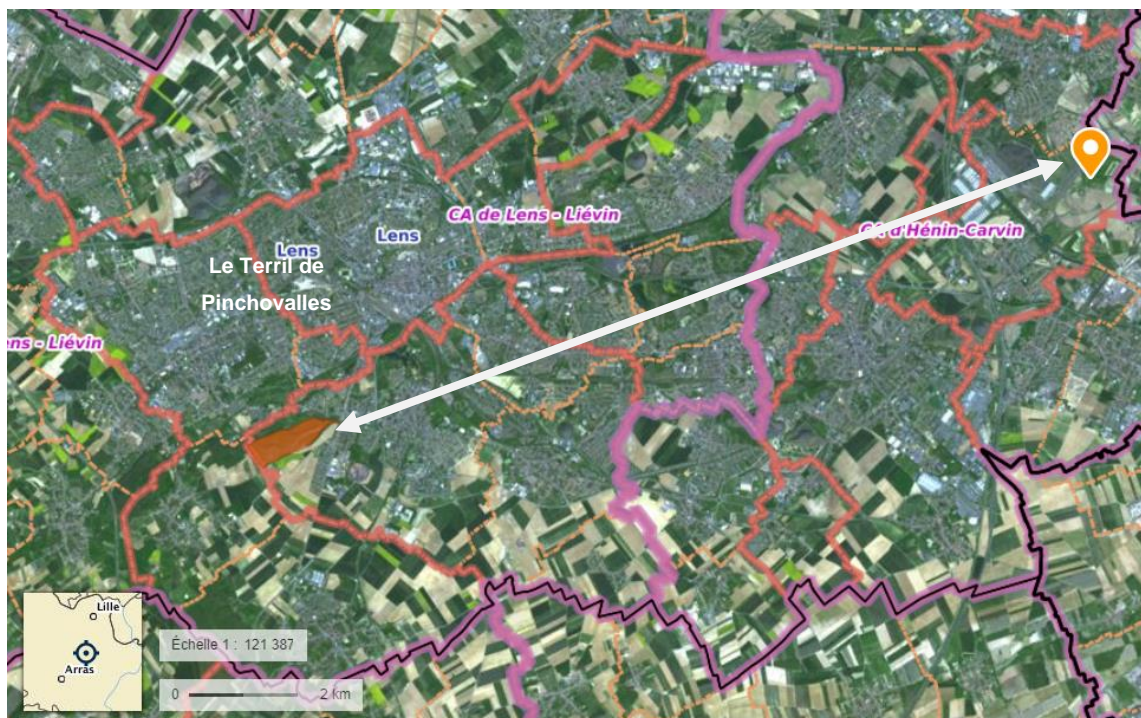 CA de Lens - Liévin
Lens
Lens
Le Terril de
Pinchovalles
CA d'Hénin-Carvin
ens - Liévin
Lille
Arras
Échelle 1 : 121 387
0 2 km